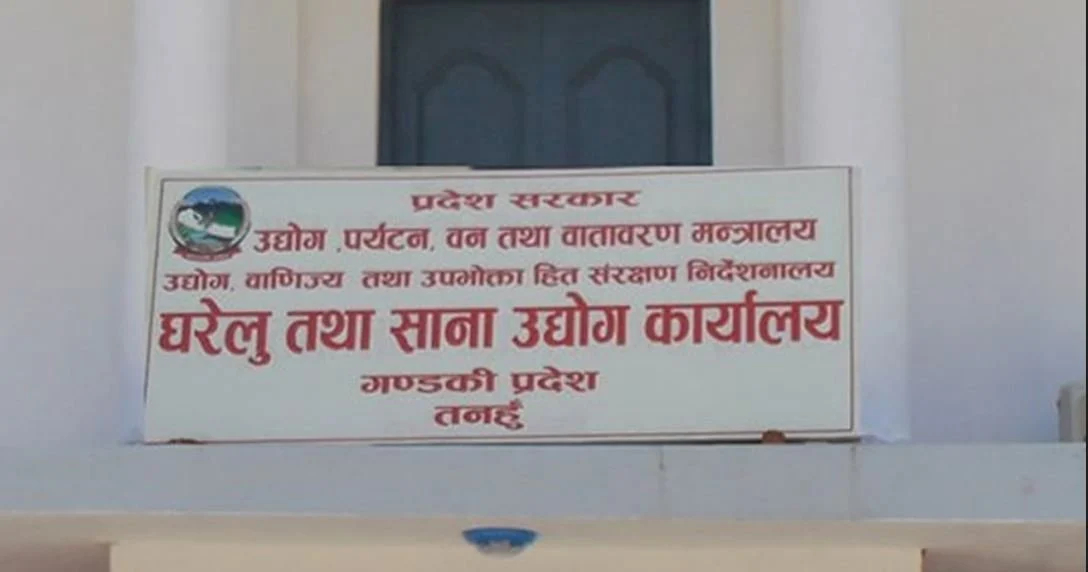 प्रदेश सरकार
उद्योग ,पर्यटन, वन तथा वातावरण मन्त्रालय
उद्योग, वाणिज्य तथा उपभोक्ता हित संरक्षण निर्देशनालय
घरेलु तथा साना उद्योग कार्यालय
गण्डकी प्रदेश
तनहुँ